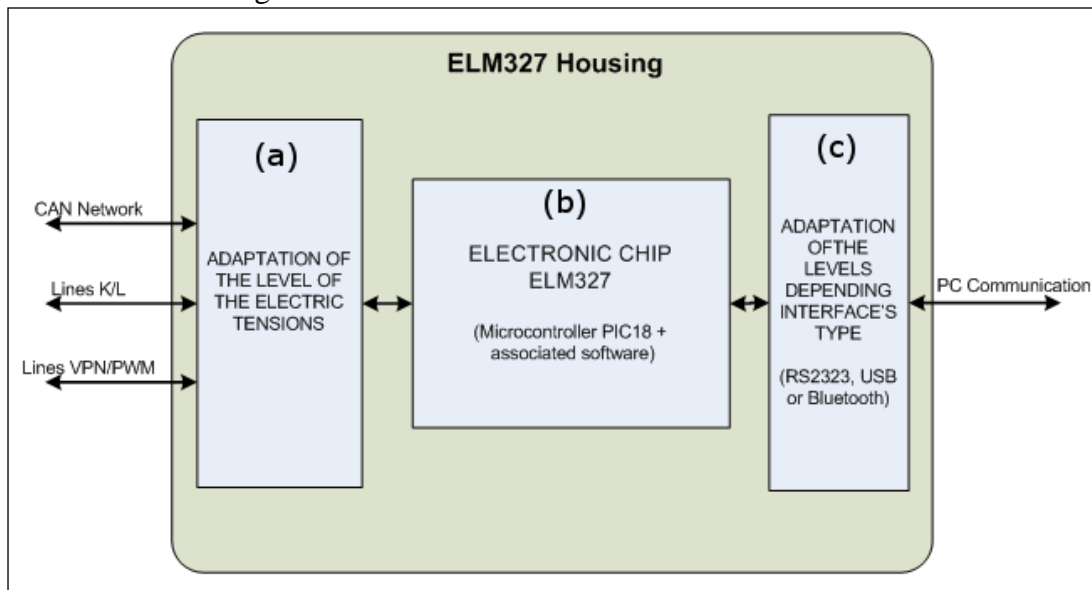 ELM327 Housing
(a)
ADAPTATION OF
THE LEVEL OF
THE ELECTRIC
TENSIONS
CAN Network
Lines K/L
Lines VPN/PWM
(b)
ELECTRONIC CHIP
ELM327
(Microcontroller PIC18 +
associated software)
(c)
ADAPTATION
OFTHE
LEVELS
DEPENDING
INTERFACE'S
TYPE
(RS2323, USB
or Bluetooth)
PC Communication